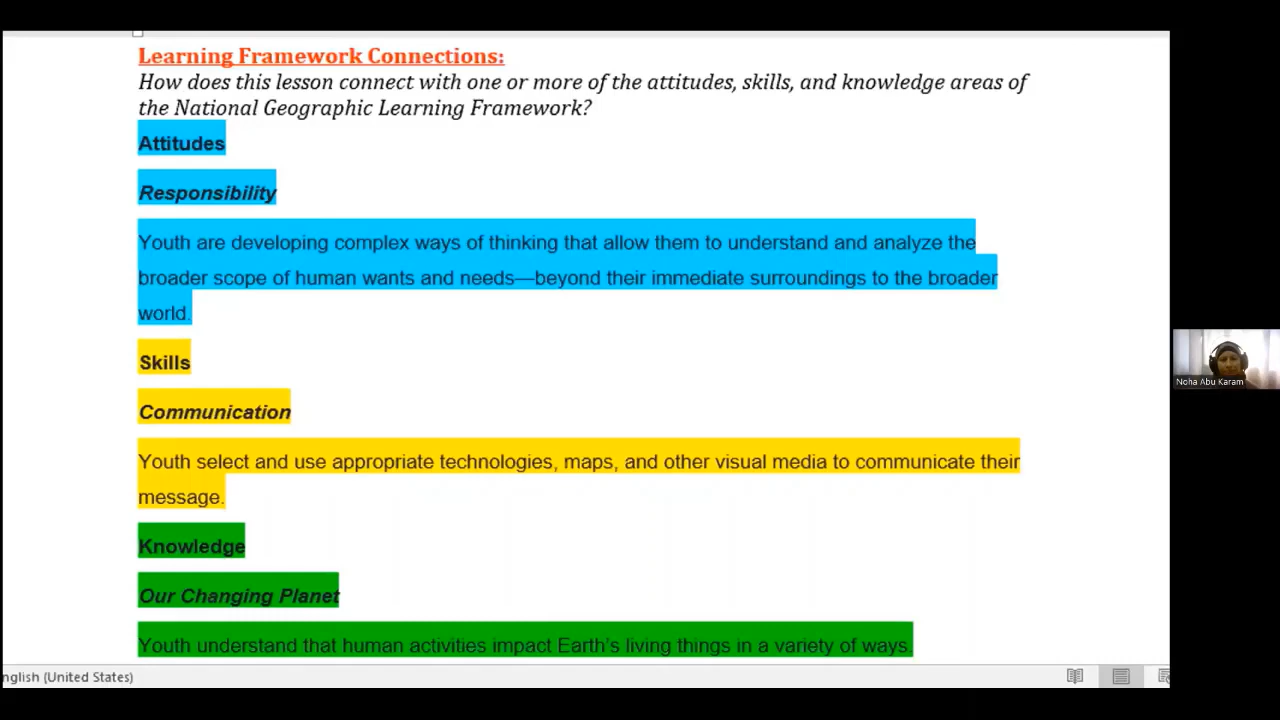 Learning Framework Connections:
How does this lesson connect with one or more of the attitudes, skills, and knowledge areas of
the National Geographic Learning Framework?
Attitudes
Responsibility
Youth are developing complex ways of thinking that allow them to understand and analyze the
broader scope of human wants and needs—beyond their immediate surroundings to the broader
world.
Skills
Communication
Youth select and use appropriate technologies, maps, and other visual media to communicate their
message.
Knowledge
Our Changing Planet
Youth understand that human activities impact Earth's living things in a variety of ways.
nglish (United States)
Noha Abu Karam